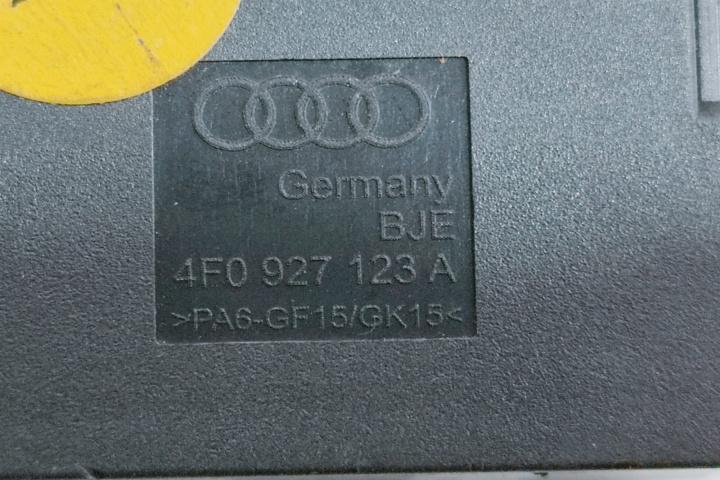 Germany
BJE
4F0 927 123 A
>PA6-GF15/GK15<